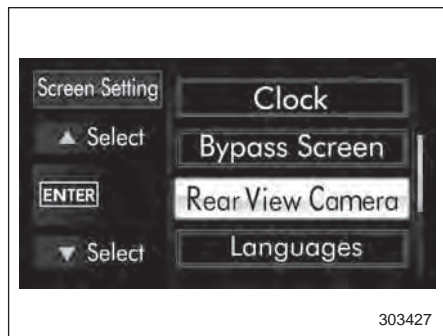 Screen Setting
▲ Select
ENTER
▼ Select
Clock
Bypass Screen
Rear View Camera
Languages
303427